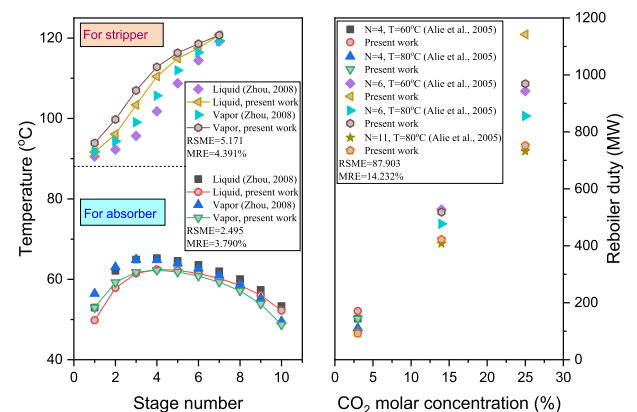 For stripper
Liquid (Zhou, 2008)
Liquid, present work
Vapor (Zhou, 2008)
Vapor, present work
RSME=5.171
MRE=4.391%
For absorber
Liquid (Zhou, 2008)
Liquid, present work
Vapor (Zhou, 2008)
Vapor, present work
RSME=2.495
MRE=3.790%
Temperature (°C)
120
100
80
60
40
0
2
4
6
8
10
Stage number
N=4, T=60°C (Alie et al., 2005)
Present work
N=4, T=80°C (Alie et al., 2005)
Present work
N=6, T=60°C (Alie et al., 2005)
Present work
N=6, T=80°C (Alie et al., 2005)
Present work
N=11, T=80°C (Alie et al., 2005)
Present work
RSME=87.903
MRE=14.232%
1200
1000
800
600
400
200
0
Reboiler duty (MW)
5
10
15
20
25
30
CO₂ molar concentration (%)